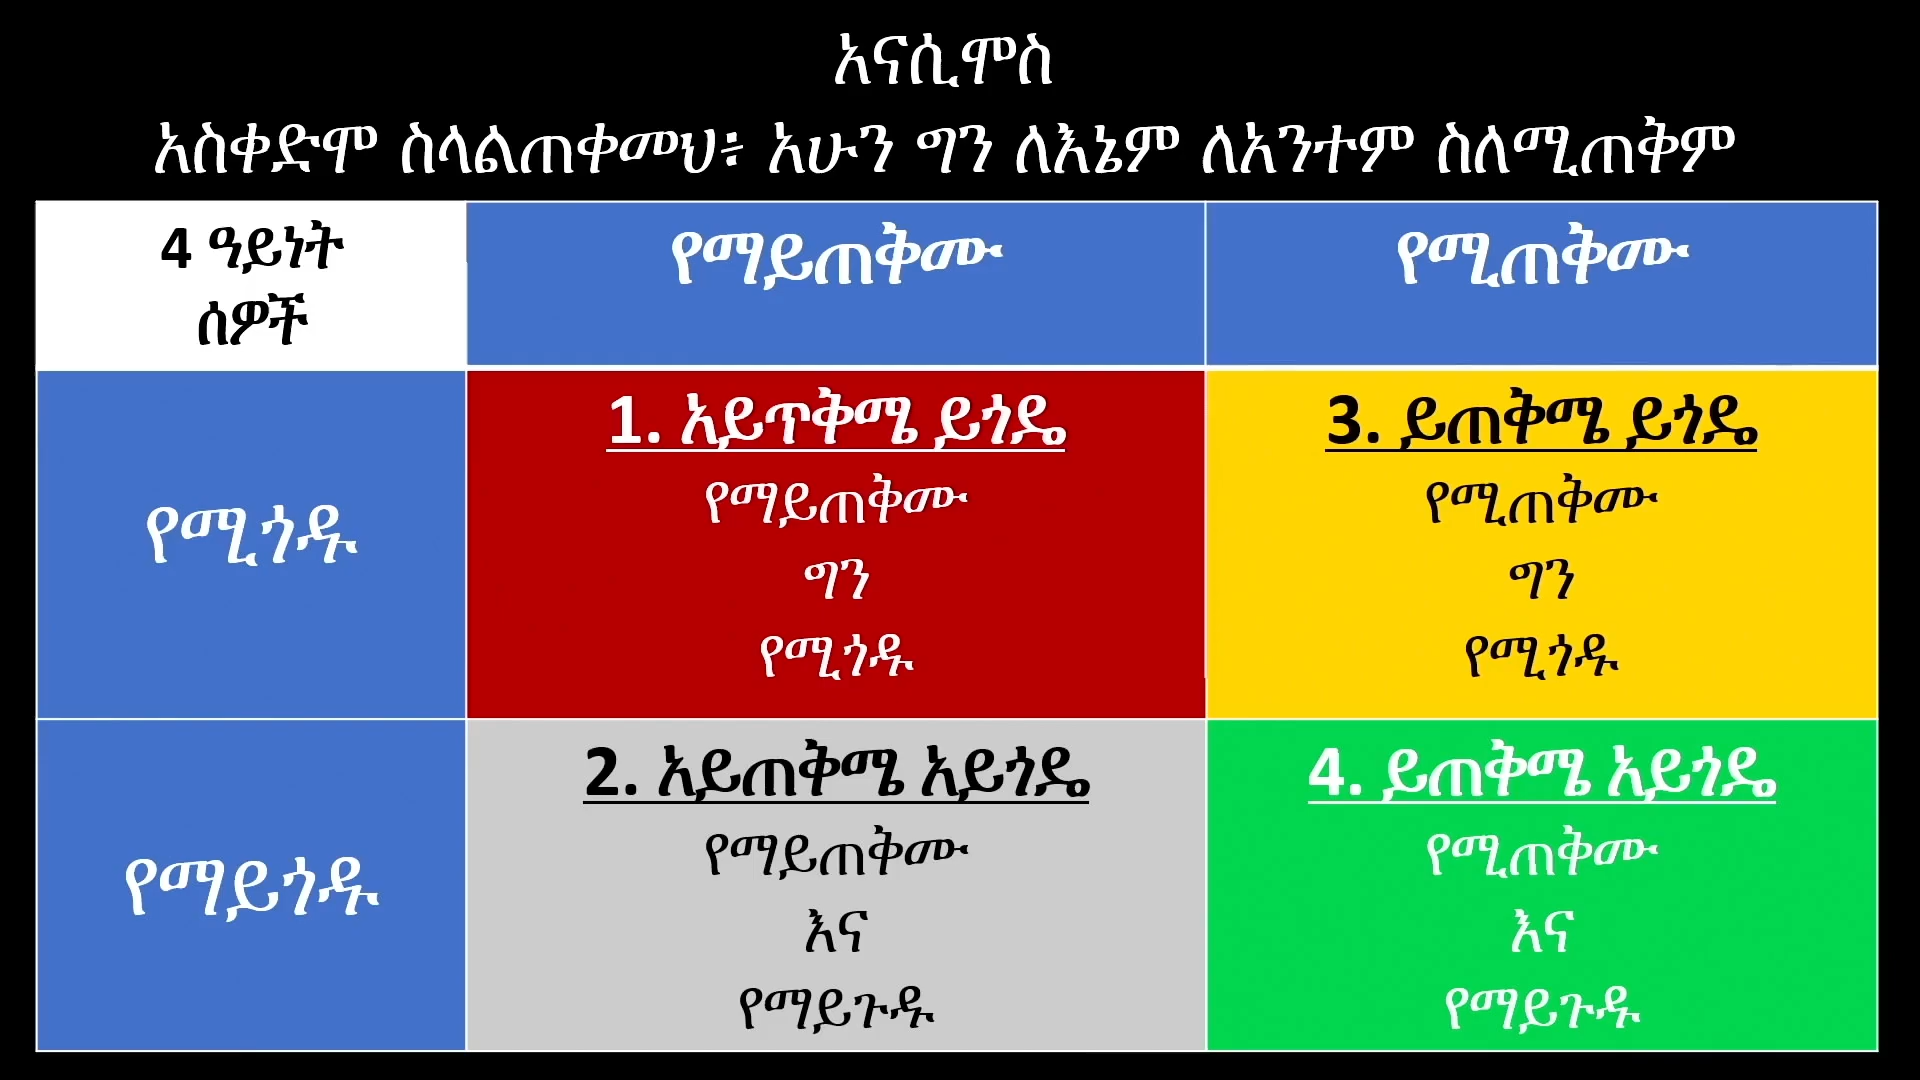 አናሲሞስ
አስቀድሞ ስላልጠቀመህ፥ አሁን ግን ለእኔም ለአንተም ስለሚጠቅም
4 ዓይነት
ሰዎች
የማይጠቅሙ
የሚጠቅሙ
የሚጎዱ
1. አይጥቅሜ ይጎዴ
የማይጠቅሙ
ግን
የሚጎዱ
3. ይጠቅሜ ይጎዴ
የሚጠቅሙ
ግን
የሚጎዱ
የማይጎዱ
2. አይጠቅሜ አይጎዴ
የማይጠቅሙ
እና
የማይጉዱ
4. ይጠቅሜ አይጎዴ
የሚጠቅሙ
እና
የማይጉዱ